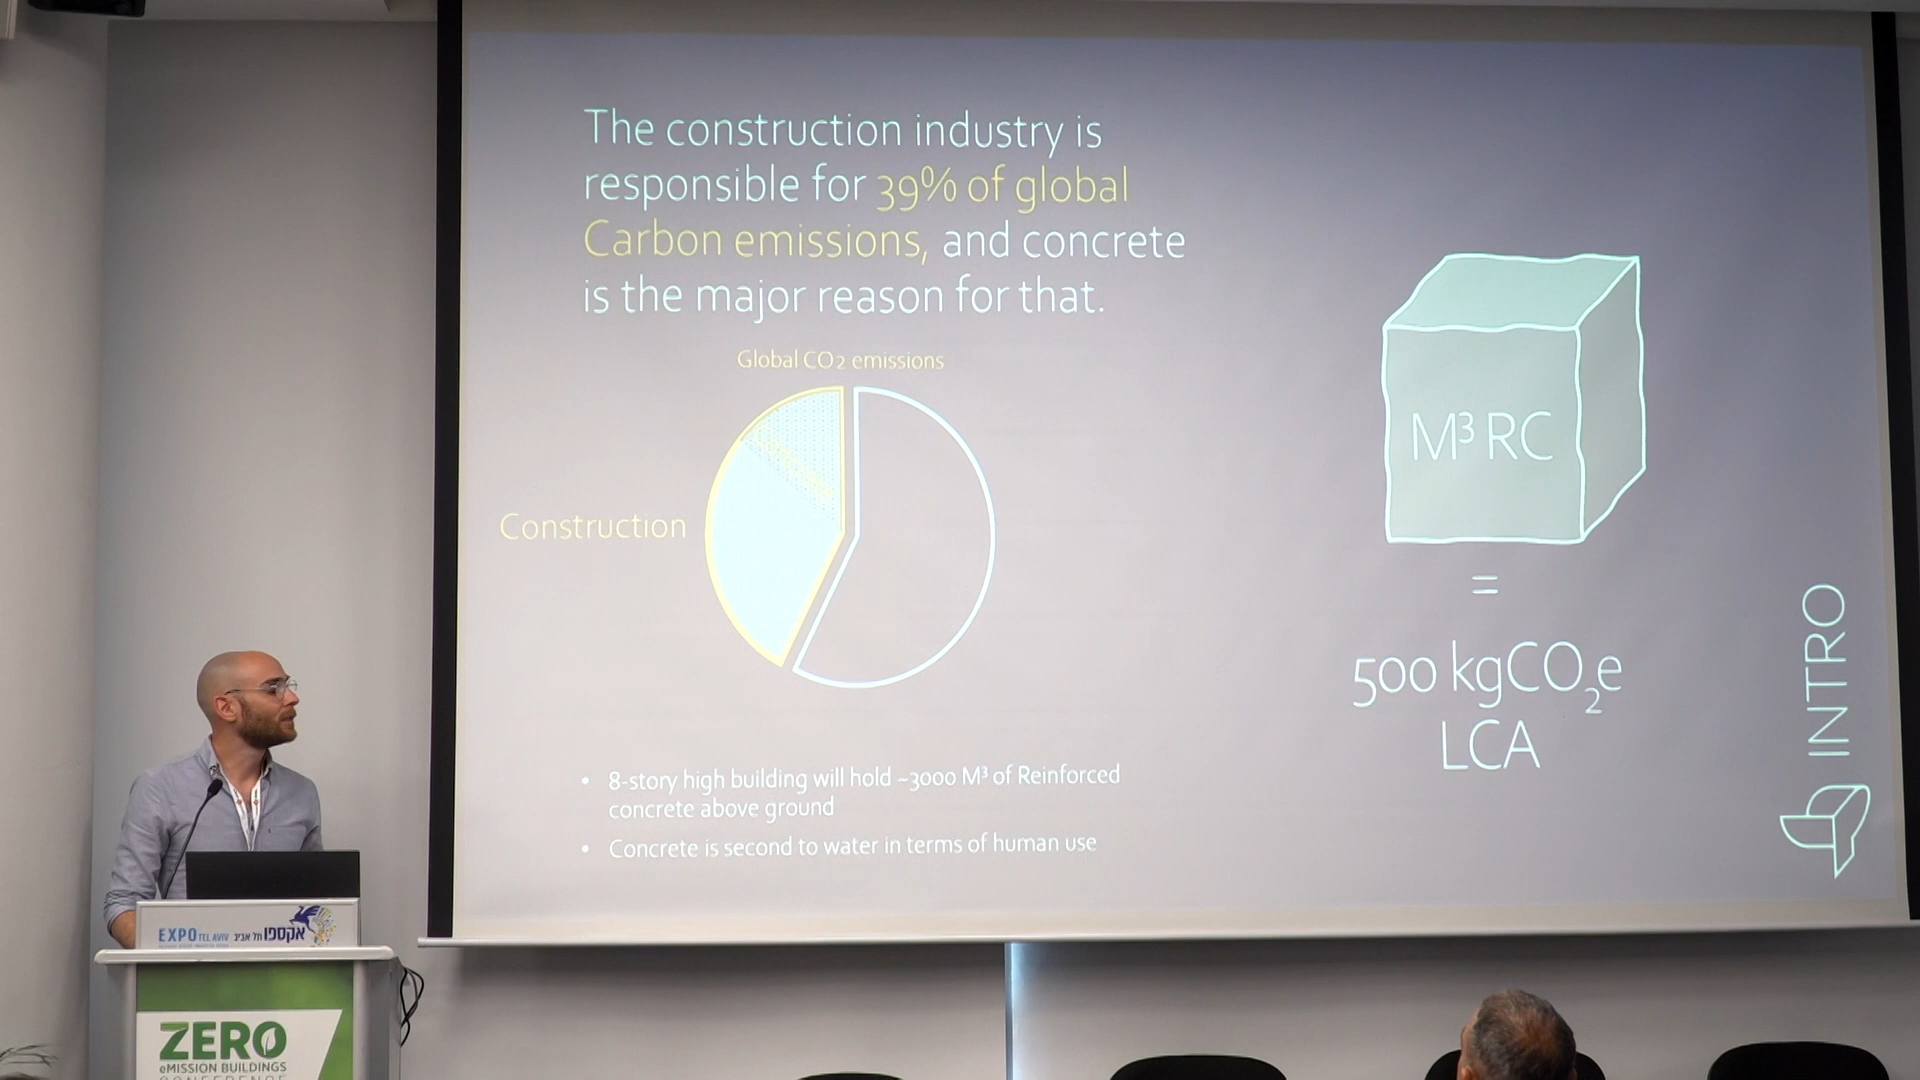 The construction industry is
responsible for 39% of global
Carbon emissions, and concrete
is the major reason for that.
Global CO2 emissions
Construction
• 8-story high building will hold ~3000 M³ of Reinforced
concrete above ground
• Concrete is second to water in terms of human use
M³ RC
=
500 kgCO₂e
LCA
INTRO
EXPO TEL AVIV אקספו תל אביב
ZERO
eMISSION BUILDINGS
CONFERENCE